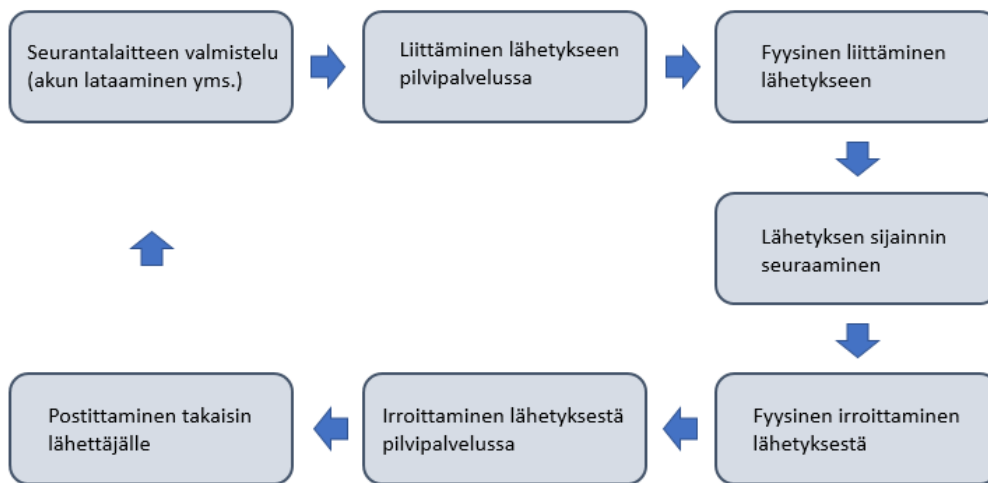 Seurantalaitteen valmistelu
(akun lataaminen yms.)
Liittäminen lähetykseen
pilvipalvelussa
Fyysinen liittäminen
lähetykseen
Lähetyksen sijainnin
seuraaminen
Fyysinen irroittaminen
lähetyksestä
Irroittaminen lähetyksestä
pilvipalvelussa
Postittaminen takaisin
lähettäjälle